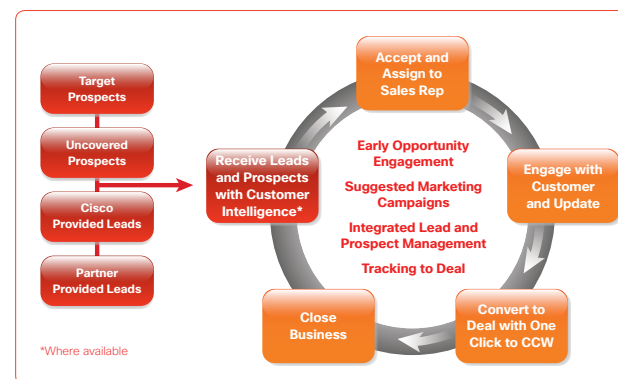 Target
Prospects
Uncovered
Prospects
Cisco
Provided Leads
Partner
Provided Leads
*Where available
Receive Leads
and Prospects
with Customer
Intelligence*
Accept and
Assign to
Sales Rep
Engage with
Customer
and Update
Convert to
Deal with One
Click to CCW
Close
Business
Early Opportunity
Engagement
Suggested Marketing
Campaigns
Integrated Lead and
Prospect Management
Tracking to Deal